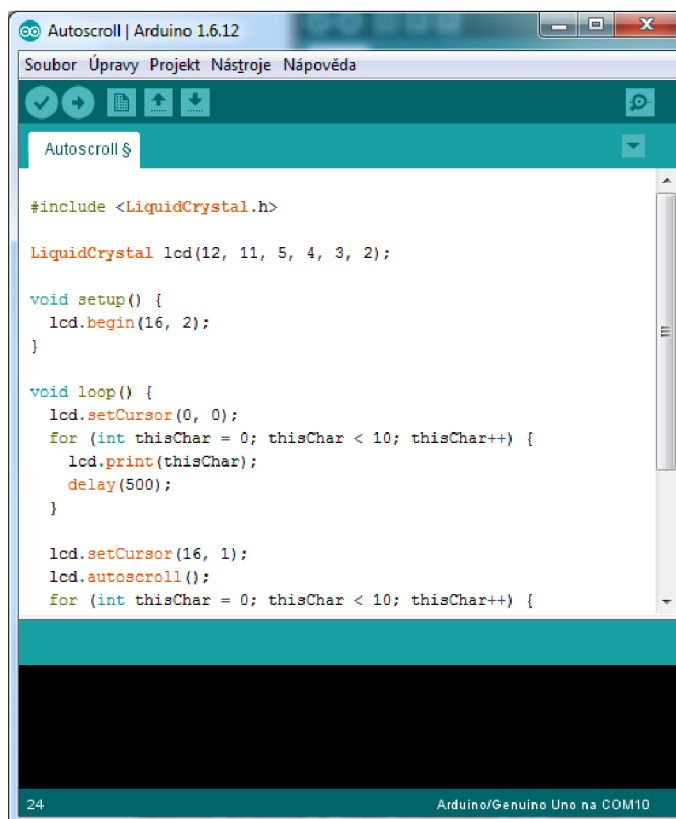 Autoscroll | Arduino 1.6.12
Soubor Úpravy Projekt Nástroje Nápověda
Autoscroll §
#include <LiquidCrystal.h>
LiquidCrystal lcd(12, 11, 5, 4, 3, 2);
void setup() {
  lcd.begin(16, 2);
}
void loop() {
  lcd.setCursor(0, 0);
  for (int thisChar = 0; thisChar < 10; thisChar++) {
    lcd.print(thisChar);
    delay(500);
  }
  lcd.setCursor(16, 1);
  lcd.autoscroll();
  for (int thisChar = 0; thisChar < 10; thisChar++) {
24 Arduino/Genuino Uno na COM10